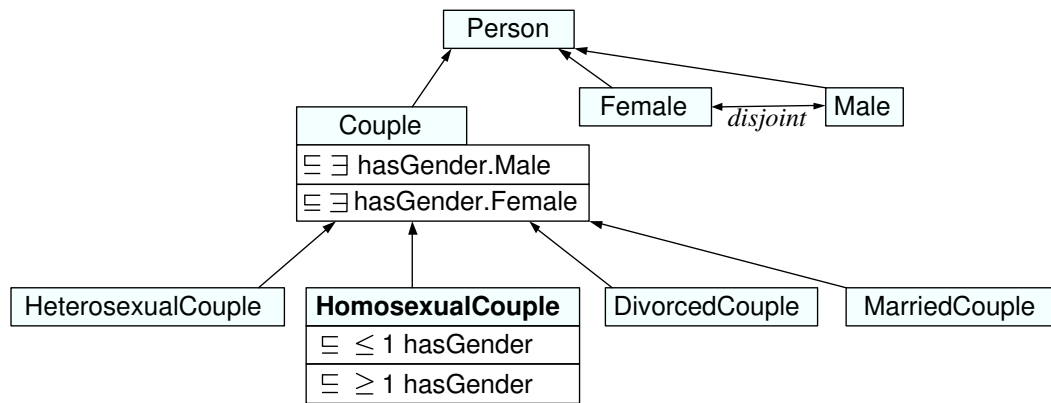 Person
Female
disjoint
Male
Couple
⊑ ∃ hasGender.Male
⊑ ∃ hasGender.Female
HeterosexualCouple
HomosexualCouple
DivorcedCouple
MarriedCouple
⊑ ≤ 1 hasGender
⊑ ≥ 1 hasGender